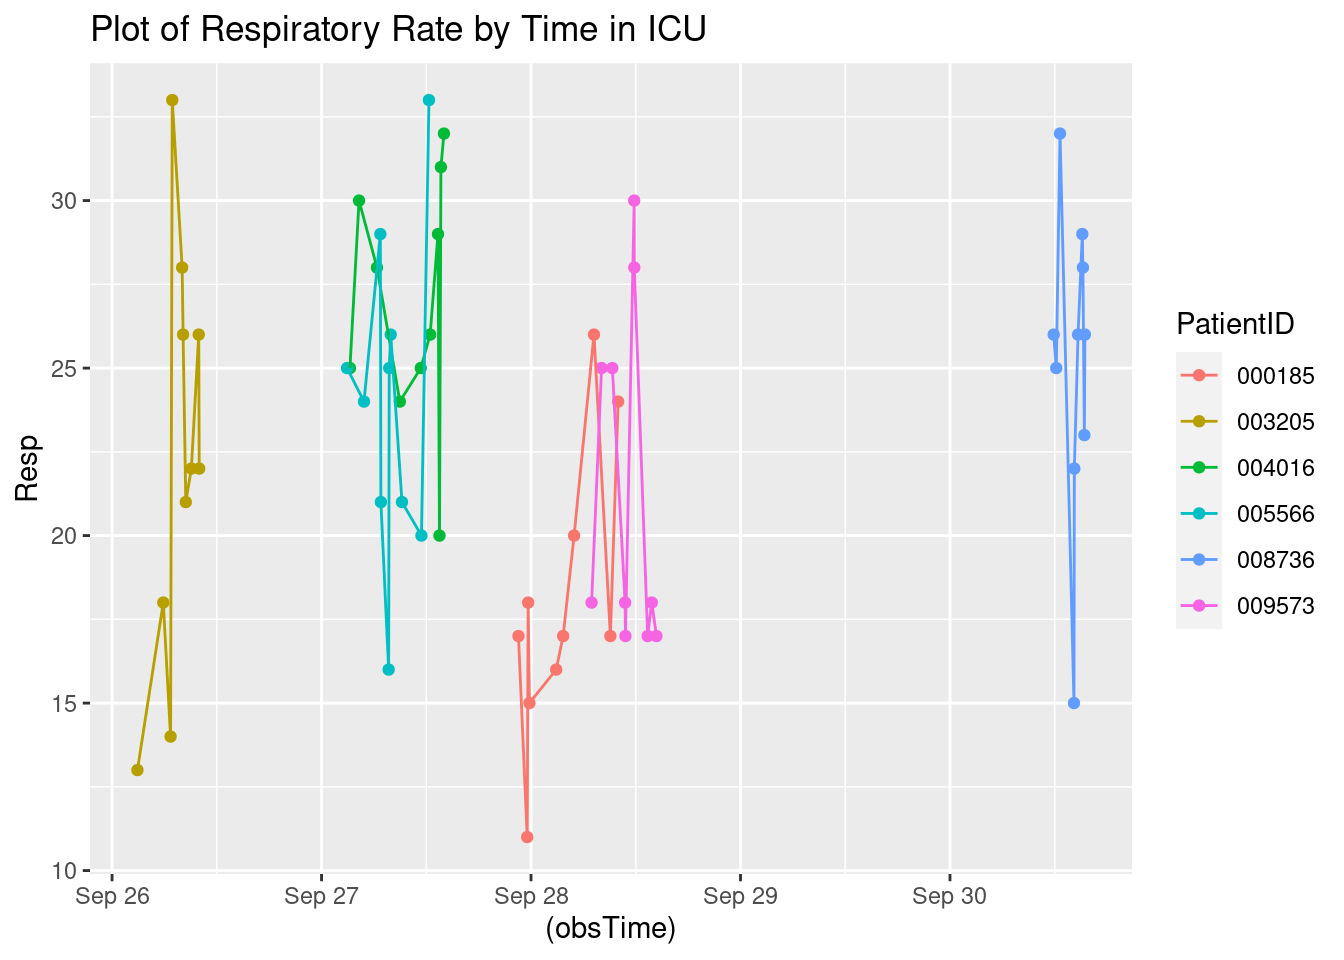 Plot of Respiratory Rate by Time in ICU
Resp
30
25
20
15
10
Sep 26 Sep 27 Sep 28 Sep 29 Sep 30
(obsTime)
PatientID
000185
003205
004016
005566
008736
009573